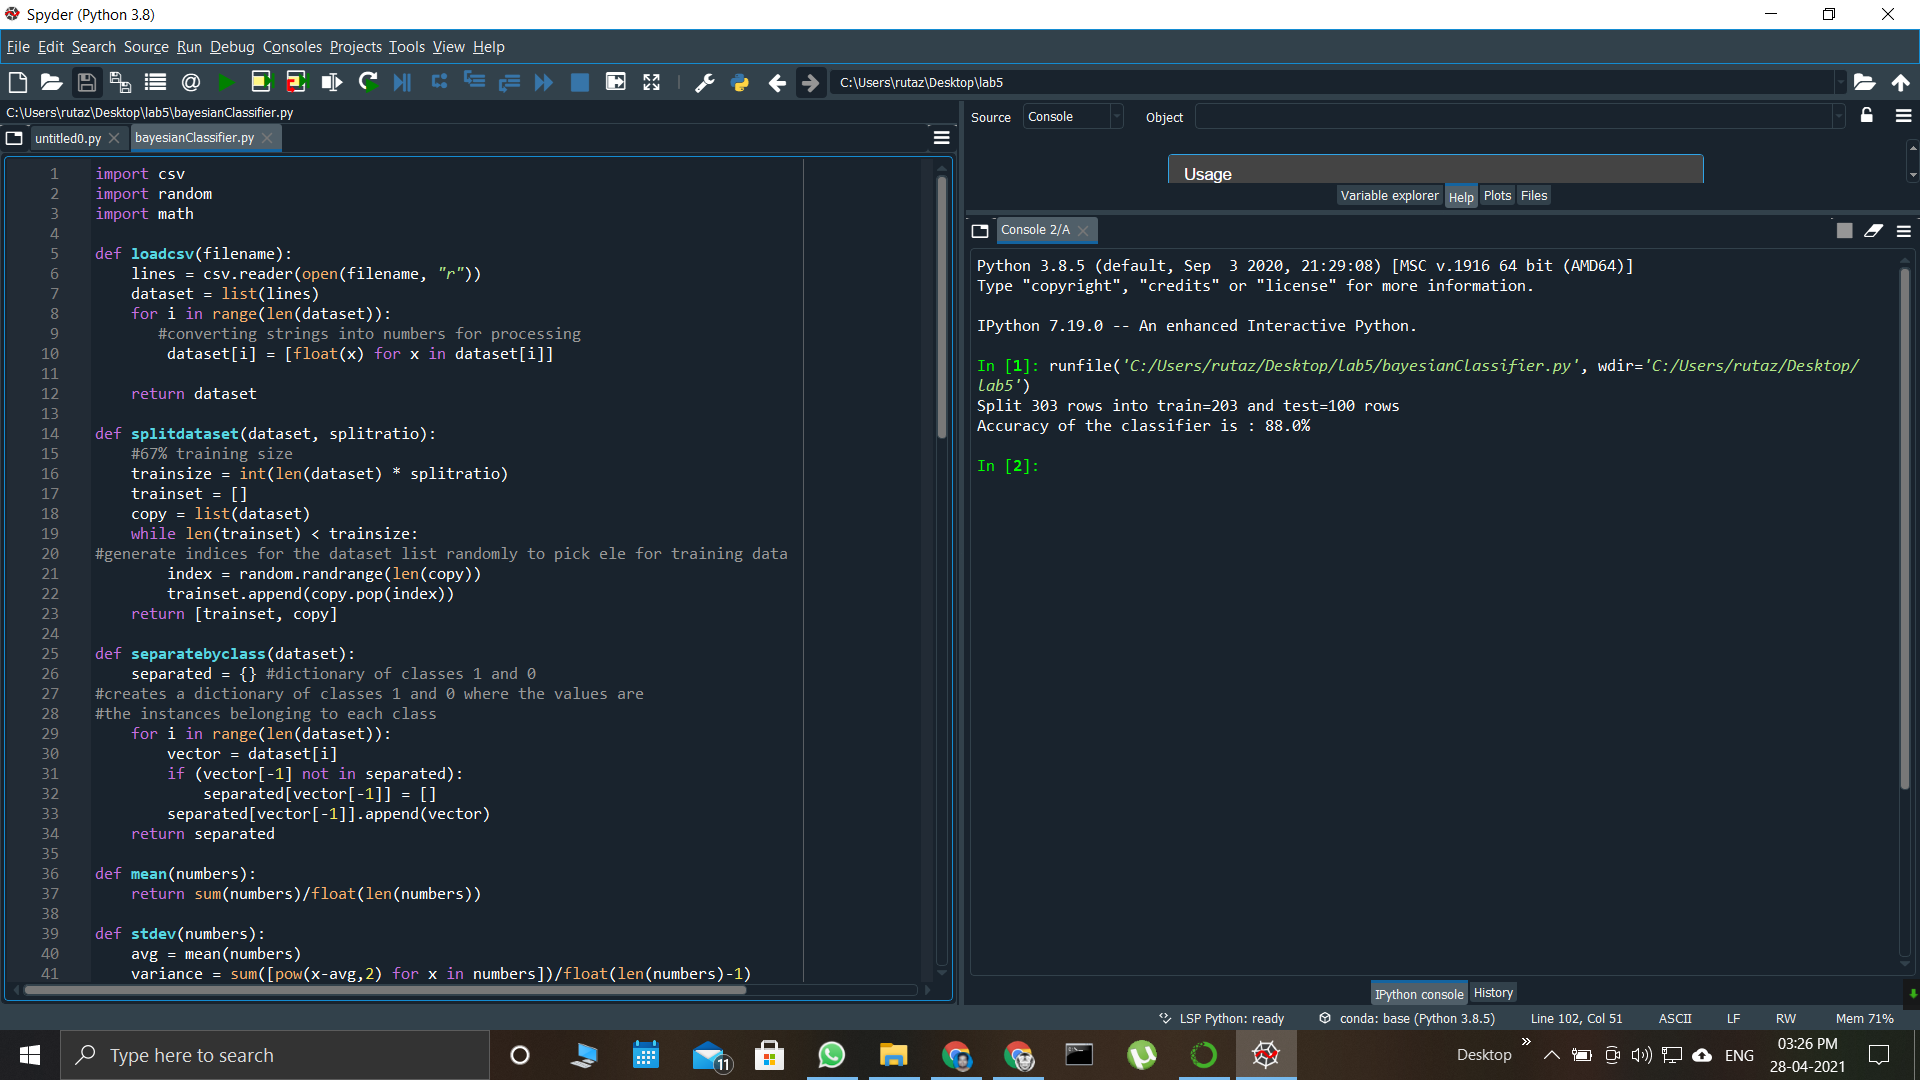 Spyder (Python 3.8)
File Edit Search Source Run Debug Consoles Projects Tools View Help
C:\Users\rutaz\Desktop\lab5
C:\Users\rutaz\Desktop\lab5\bayesianClassifier.py
untitled0.py bayesianClassifier.py
1 import csv
2 import random
3 import math
4
5 def loadcsv(filename):
6     lines = csv.reader(open(filename, "r"))
7     dataset = list(lines)
8     for i in range(len(dataset)):
9        #converting strings into numbers for processing
10         dataset[i] = [float(x) for x in dataset[i]]
11
12     return dataset
13
14 def splitdataset(dataset, splitratio):
15     #67% training size
16     trainsize = int(len(dataset) * splitratio)
17     trainset = []
18     copy = list(dataset)
19     while len(trainset) < trainsize:
20 #generate indices for the dataset list randomly to pick ele for training data
21         index = random.randrange(len(copy))
22         trainset.append(copy.pop(index))
23     return [trainset, copy]
24
25 def separatebyclass(dataset):
26     separated = {} #dictionary of classes 1 and 0
27 #creates a dictionary of classes 1 and 0 where the values are
28 #the instances belonging to each class
29     for i in range(len(dataset)):
30         vector = dataset[i]
31         if (vector[-1] not in separated):
32             separated[vector[-1]] = []
33         separated[vector[-1]].append(vector)
34     return separated
35
36 def mean(numbers):
37     return sum(numbers)/float(len(numbers))
38
39 def stdev(numbers):
40     avg = mean(numbers)
41     variance = sum([pow(x-avg,2) for x in numbers])/float(len(numbers)-1)
Source Console Object
Usage
Variable explorer Help Plots Files
Console 2/A
Python 3.8.5 (default, Sep  3 2020, 21:29:08) [MSC v.1916 64 bit (AMD64)]
Type "copyright", "credits" or "license" for more information.
IPython 7.19.0 -- An enhanced Interactive Python.
In [1]: runfile('C:/Users/rutaz/Desktop/lab5/bayesianClassifier.py', wdir='C:/Users/rutaz/Desktop/
lab5')
Split 303 rows into train=203 and test=100 rows
Accuracy of the classifier is : 88.0%
In [2]:
IPython console History
LSP Python: ready conda: base (Python 3.8.5) Line 102, Col 51 ASCII LF RW Mem 71%
Type here to search
11
Desktop » ENG
03:26 PM
28-04-2021